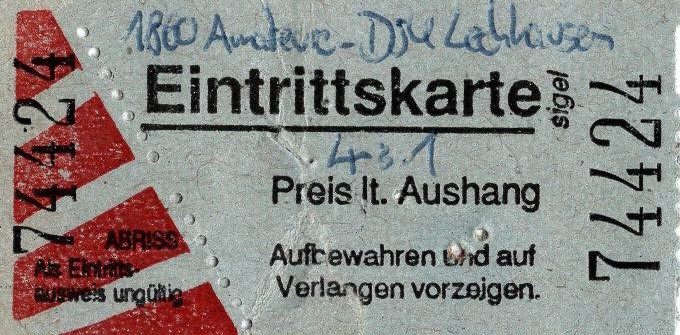 1860 Amateure - DJK Lechhausen
Eintrittskarte
sigel
4:1
Preis lt. Aushang
Aufbewahren und auf
Verlangen vorzeigen.
ABRISS
Als Eintritts-
ausweis ungültig
74424
74424